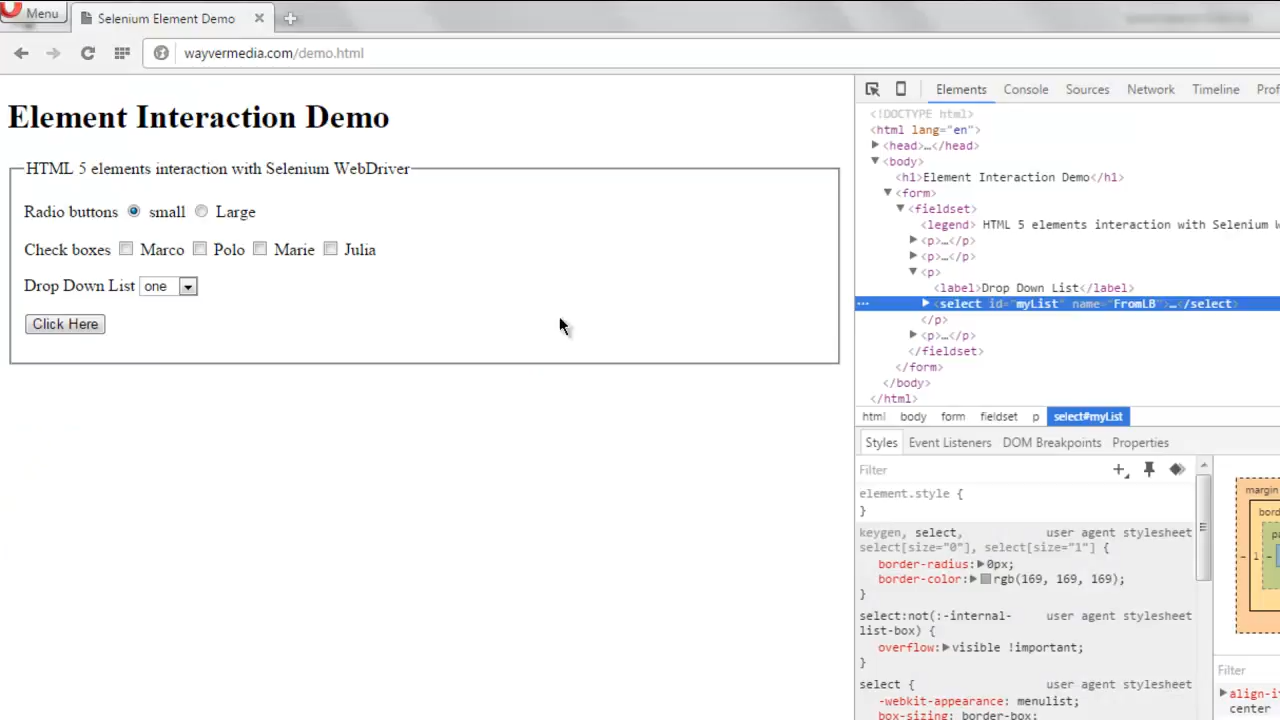 Menu
Selenium Element Demo
wayvermedia.com/demo.html
Element Interaction Demo
HTML 5 elements interaction with Selenium WebDriver
Radio buttons small Large
Check boxes Marco Polo Marie Julia
Drop Down List one
Click Here
Elements Console Sources Network Timeline Prof
<!DOCTYPE html>
<html lang="en">
<head>…</head>
<body>
<h1>Element Interaction Demo</h1>
<form>
<fieldset>
<legend> HTML 5 elements interaction with Selenium W
<p>…</p>
<p>…</p>
<p>
<label>Drop Down List</label>
… <select id="myList" name="FromLB">…</select>
</p>
<p>…</p>
</fieldset>
</form>
</body>
</html>
html body form fieldset p select#myList
Styles Event Listeners DOM Breakpoints Properties
Filter
element.style {
}
keygen, select, user agent stylesheet
select[size="0"], select[size="1"] {
border-radius: 0px;
border-color: rgb(169, 169, 169);
}
select:not(:-internal- user agent stylesheet
list-box) {
overflow: visible !important;
}
select { user agent stylesheet
-webkit-appearance: menulist;
box-sizing: border-box;
margin
bord
pa
- 1 -
Filter
align-i
center